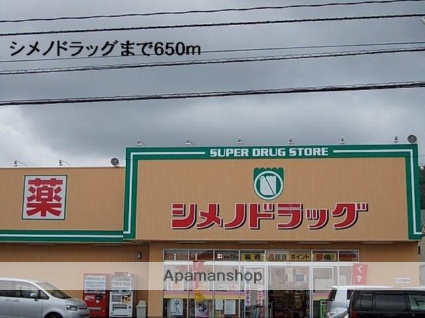 シメノドラッグまで650m
SUPER DRUG STORE
薬
シメノドラッグ
Apamanshop